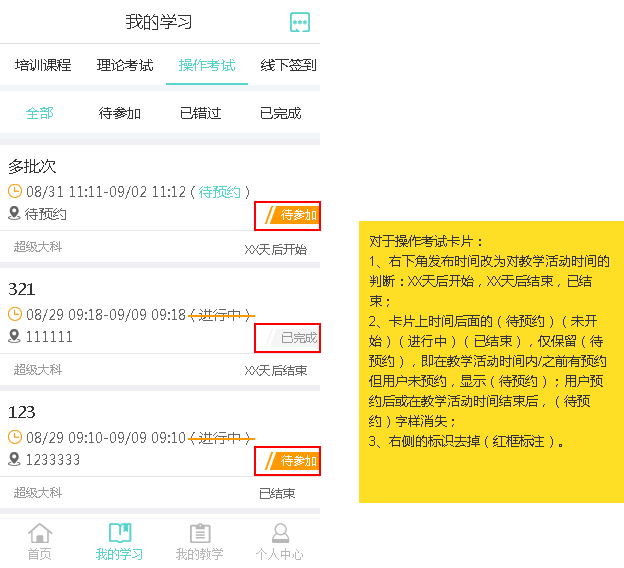 我的学习
培训课程 理论考试 操作考试 线下签到
全部 待参加 已错过 已完成
多批次
08/31 11:11-09/02 11:12 ( 待预约 )
待预约 待参加
超级大科 XX天后开始
321
08/29 09:18-09/09 09:18 ( 进行中 )
111111 已完成
超级大科 XX天后结束
123
08/29 09:10-09/09 09:10 ( 进行中 )
1233333 待参加
超级大科 已结束
首页 我的学习 我的教学 个人中心
对于操作考试卡片：
1、右下角发布时间改为对教学活动时间的
判断：XX天后开始，XX天后结束，已结
束；
2、卡片上时间后面的（待预约）（未开
始）（进行中）（已结束），仅保留（待
预约），即在教学活动时间内/之前有预约
但用户未预约，显示（待预约）；用户预
约后或在教学活动时间结束后，（待预
约）字样消失；
3、右侧的标识去掉（红框标注）。